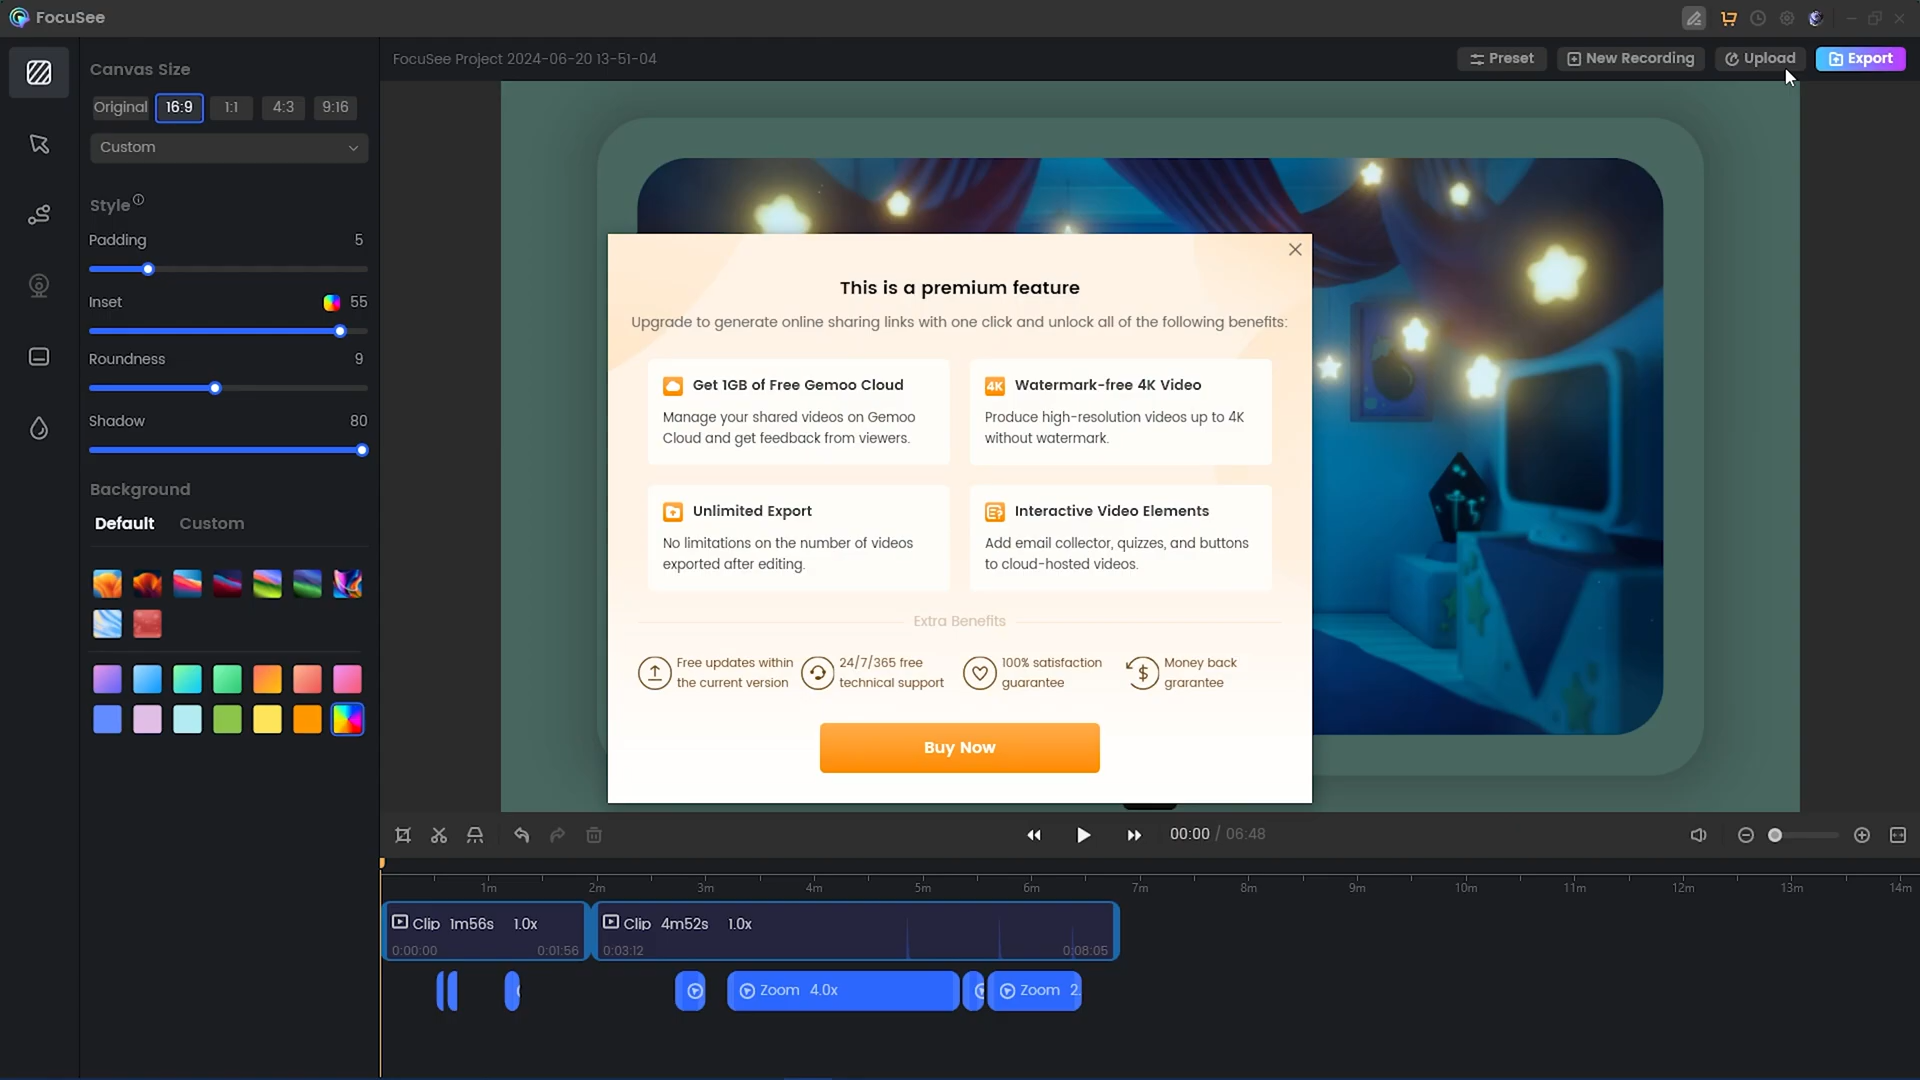 FocuSee
FocuSee Project 2024-06-20 13-51-04
Preset
New Recording
Upload
Export
Canvas Size
Original
16:9
1:1
4:3
9:16
Custom
Style
Padding
5
Inset
55
Roundness
9
Shadow
80
Background
Default
Custom
This is a premium feature
Upgrade to generate online sharing links with one click and unlock all of the following benefits:
Get 1GB of Free Gemoo Cloud
Manage your shared videos on Gemoo
Cloud and get feedback from viewers.
4K
Watermark-free 4K Video
Produce high-resolution videos up to 4K
without watermark.
Unlimited Export
No limitations on the number of videos
exported after editing.
Interactive Video Elements
Add email collector, quizzes, and buttons
to cloud-hosted videos.
Extra Benefits
Free updates within
the current version
24/7/365 free
technical support
100% satisfaction
guarantee
Money back
grarantee
Buy Now
00:00 / 06:48
1m
2m
3m
4m
5m
6m
7m
8m
9m
10m
11m
12m
13m
14m
Clip 1m56s 1.0x
0:00:00
0:01:56
Clip 4m52s 1.0x
0:03:12
0:08:05
Zoom 4.0x
Zoom 2.